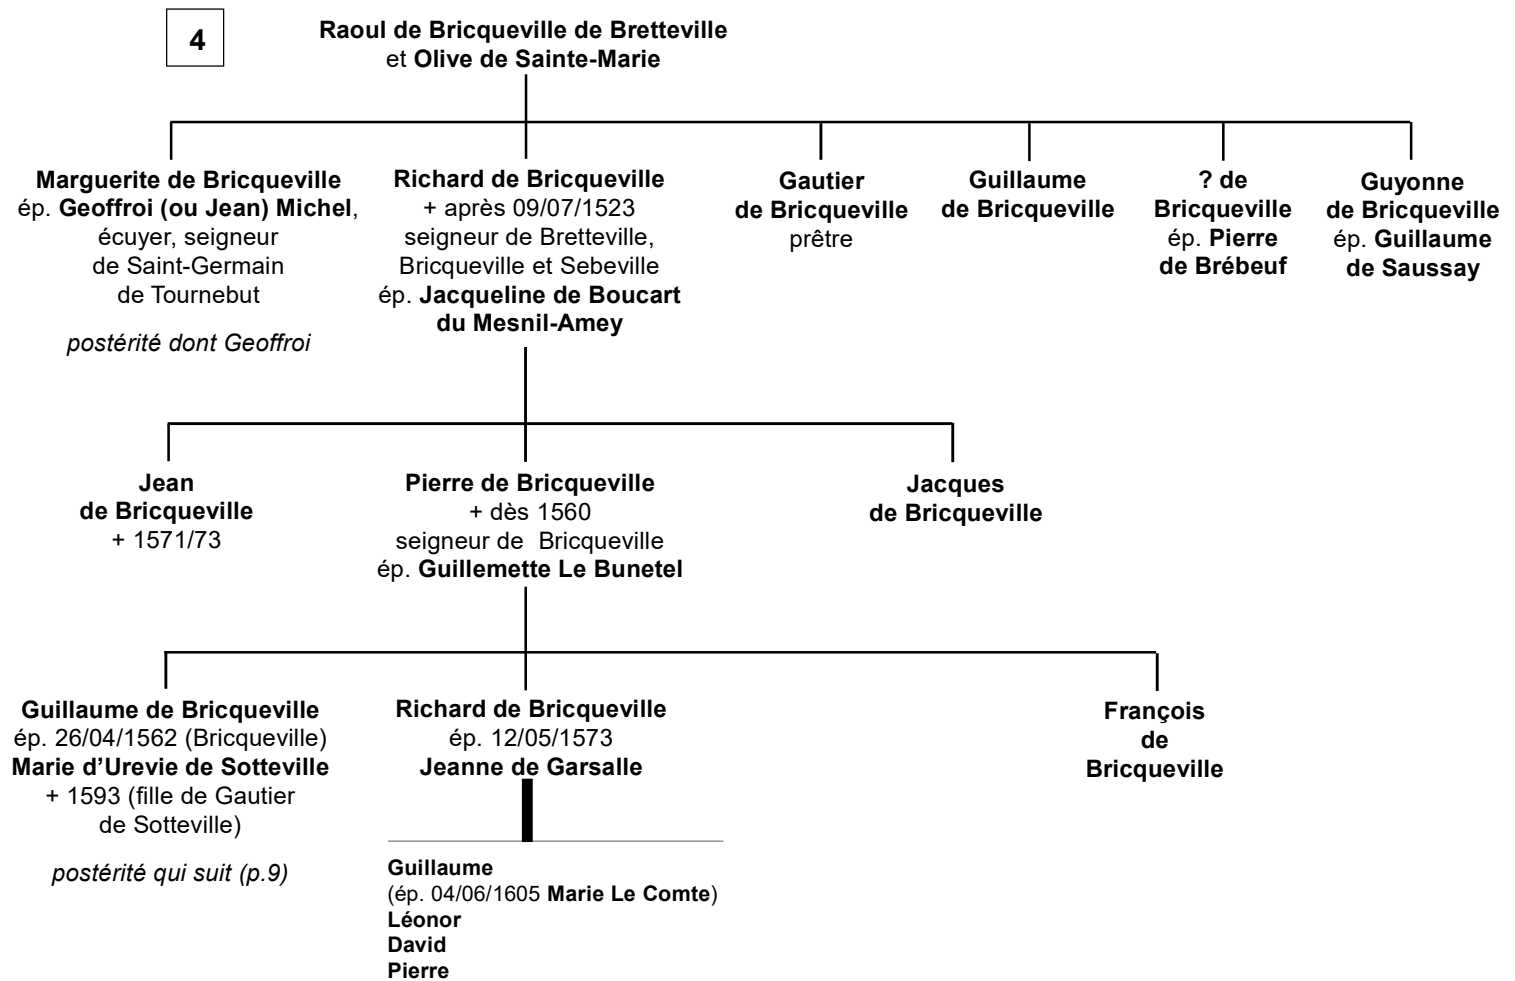 4
Raoul de Bricqueville de Bretteville
et Olive de Sainte-Marie
Marguerite de Bricqueville
ép. Geoffroi (ou Jean) Michel,
écuyer, seigneur
de Saint-Germain
de Tournebut
postérité dont Geoffroi
Richard de Bricqueville
+ après 09/07/1523
seigneur de Bretteville,
Bricqueville et Sebeville
ép. Jacqueline de Boucart
du Mesnil-Amey
Gautier
de Bricqueville
prêtre
Guillaume
de Bricqueville
? de
Bricqueville
ép. Pierre
de Brébeuf
Guyonne
de Bricqueville
ép. Guillaume
de Saussay
Jean
de Bricqueville
+ 1571/73
Pierre de Bricqueville
+ dès 1560
seigneur de Bricqueville
ép. Guillemette Le Bunetel
Jacques
de Bricqueville
Guillaume de Bricqueville
ép. 26/04/1562 (Bricqueville)
Marie d’Urevie de Sotteville
+ 1593 (fille de Gautier
de Sotteville)
postérité qui suit (p.9)
Richard de Bricqueville
ép. 12/05/1573
Jeanne de Garsalle
Guillaume
(ép. 04/06/1605 Marie Le Comte)
Léonor
David
Pierre
François
de
Bricqueville